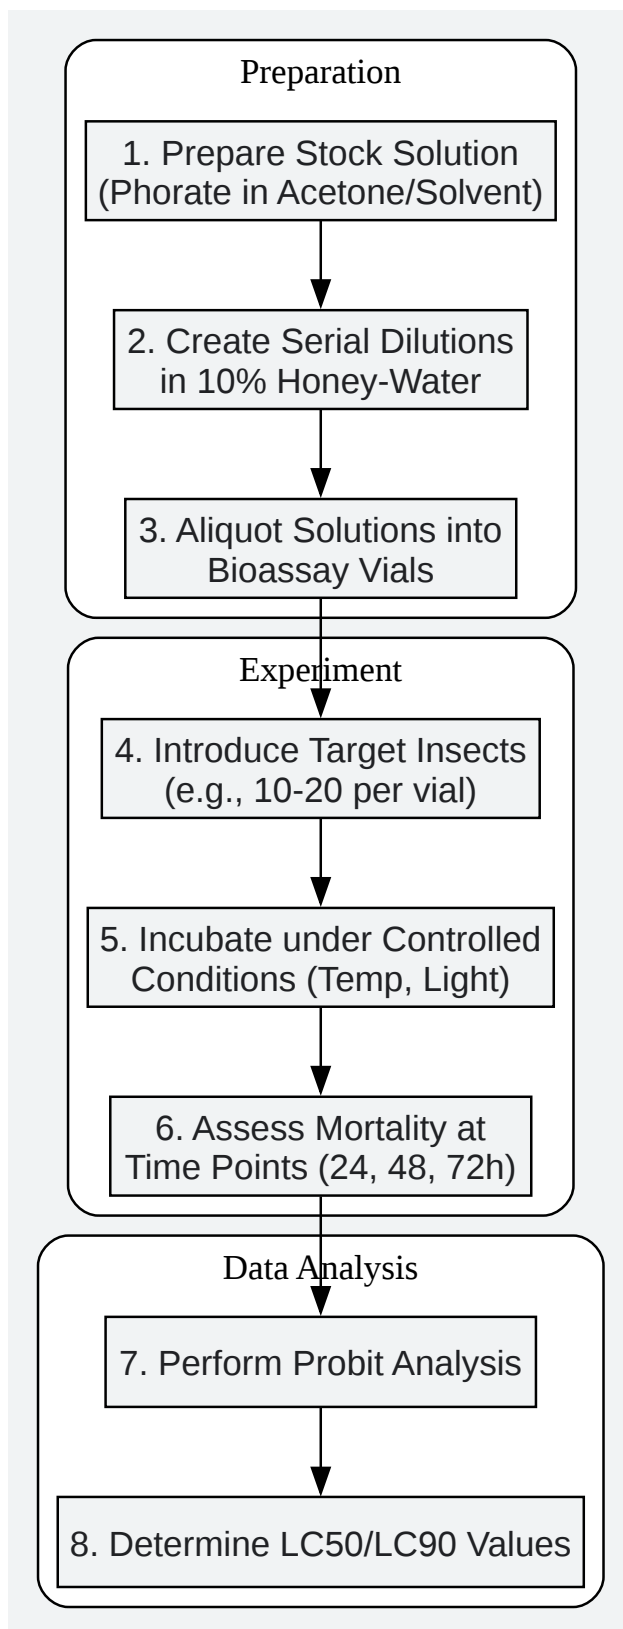 Preparation
1. Prepare Stock Solution
(Phorate in Acetone/Solvent)
2. Create Serial Dilutions
in 10% Honey-Water
3. Aliquot Solutions into
Bioassay Vials
Experiment
4. Introduce Target Insects
(e.g., 10-20 per vial)
5. Incubate under Controlled
Conditions (Temp, Light)
6. Assess Mortality at
Time Points (24, 48, 72h)
Data Analysis
7. Perform Probit Analysis
8. Determine LC50/LC90 Values